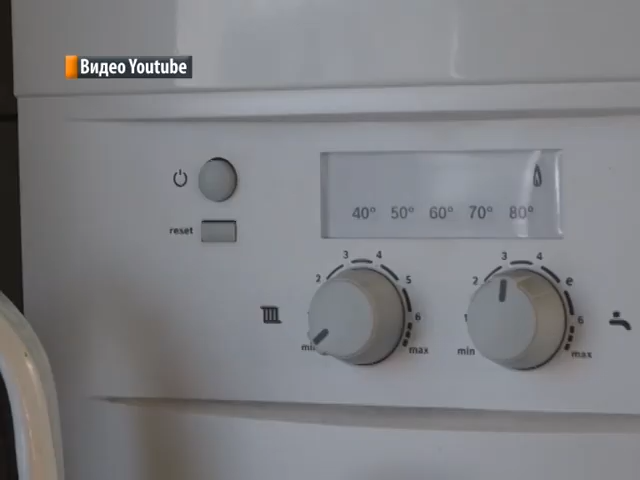 Видео Youtube
reset
40° 50° 60° 70° 80°
3 4
2 5
6
min max
3 4
2 e
1 6
min max